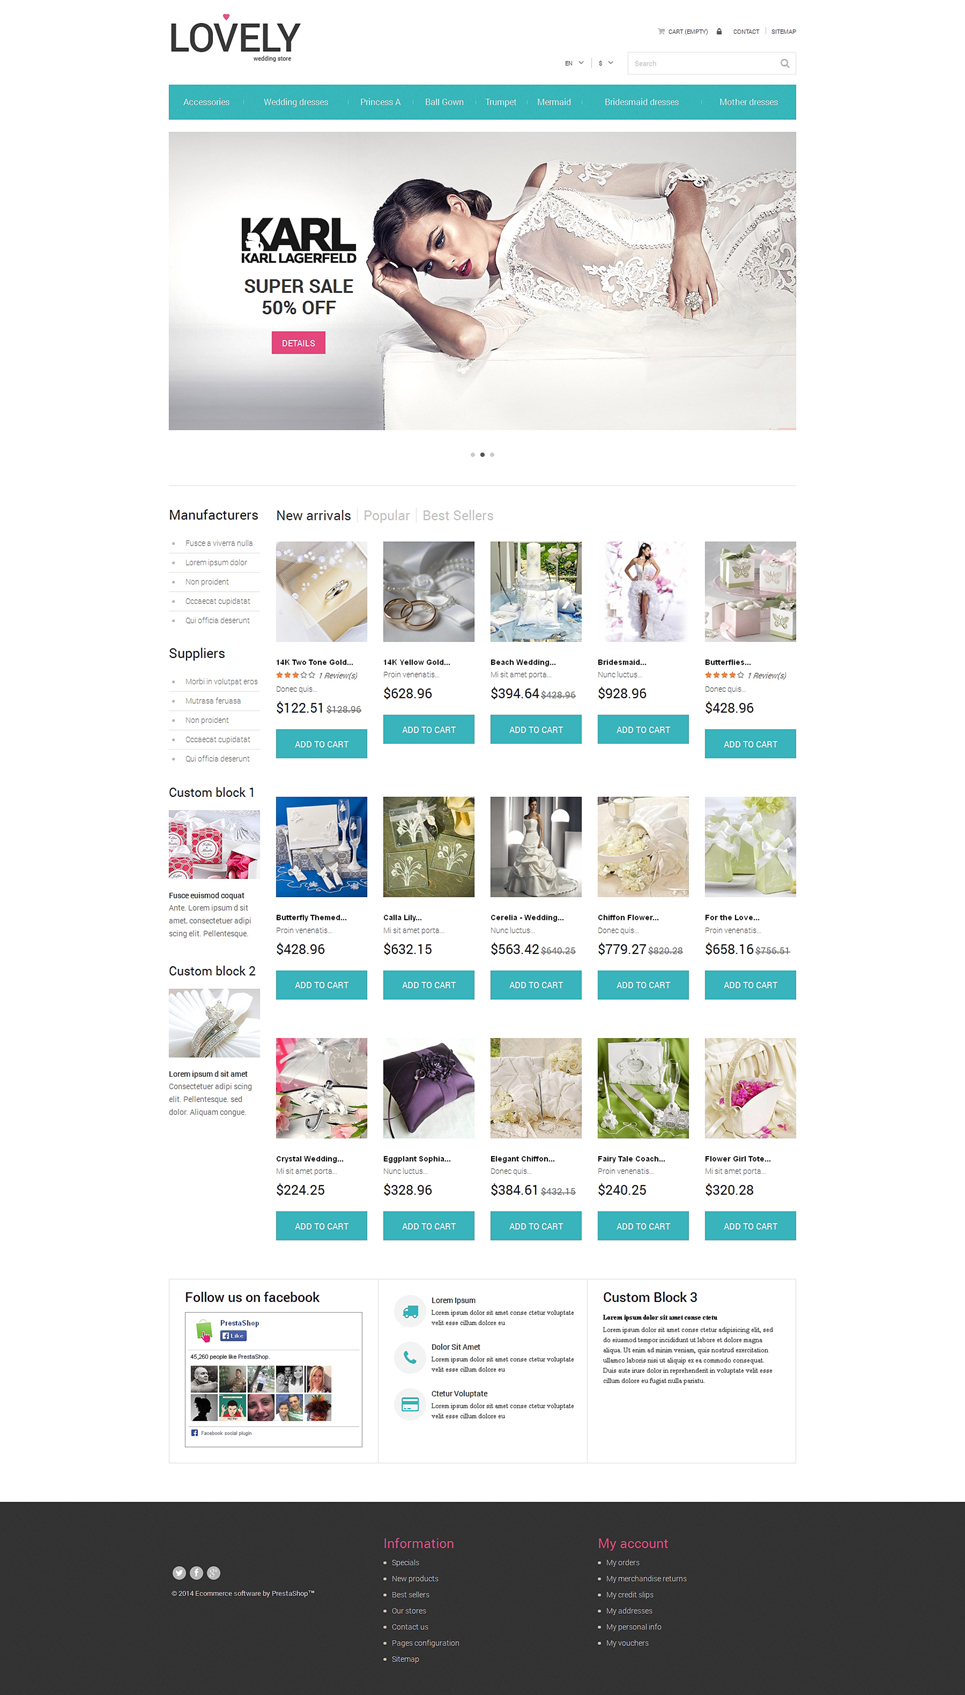 LOVELY
wedding store
CART (EMPTY) CONTACT SITEMAP
EN $ Search
Accessories Wedding dresses Princess A Ball Gown Trumpet Mermaid Bridesmaid dresses Mother dresses
KARL
KARL LAGERFELD
SUPER SALE
50% OFF
DETAILS
Manufacturers
Fusce a viverra nulla
Lorem ipsum dolor
Non proident
Occaecat cupidatat
Qui officia deserunt
Suppliers
Morbi in volutpat eros
Mutrasa feruasa
Non proident
Occaecat cupidatat
Qui officia deserunt
Custom block 1
Fusce euismod coquat
Ante. Lorem ipsum d sit
amet, consectetuer adipi
scing elit. Pellentesque.
Custom block 2
Lorem ipsum d sit amet
Consectetuer adipi scing
elit. Pellentesque. sed
dolor. Aliquam congue.
New arrivals Popular Best Sellers
14K Two Tone Gold... 14K Yellow Gold... Beach Wedding... Bridesmaid... Butterflies...
1 Review(s) Proin venenatis... Mi sit amet porta... Nunc luctus... 1 Review(s)
Donec quis... Donec quis...
$122.51 $128.96 $628.96 $394.64 $428.96 $928.96 $428.96
ADD TO CART ADD TO CART ADD TO CART ADD TO CART ADD TO CART
Butterfly Themed... Calla Lily... Cerelia - Wedding... Chiffon Flower... For the Love...
Proin venenatis... Mi sit amet porta... Nunc luctus... Donec quis... Proin venenatis...
$428.96 $632.15 $563.42 $640.25 $779.27 $820.28 $658.16 $756.51
ADD TO CART ADD TO CART ADD TO CART ADD TO CART ADD TO CART
Crystal Wedding... Eggplant Sophia... Elegant Chiffon... Fairy Tale Coach... Flower Girl Tote...
Mi sit amet porta... Nunc luctus... Donec quis... Proin venenatis... Mi sit amet porta...
$224.25 $328.96 $384.61 $432.15 $240.25 $320.28
ADD TO CART ADD TO CART ADD TO CART ADD TO CART ADD TO CART
Follow us on facebook
PrestaShop
Like
45,260 people like PrestaShop.
Facebook social plugin
Lorem Ipsum
Lorem ipsum dolor sit amet conse ctetur voluptate
velit esse cillum dolore eu
Dolor Sit Amet
Lorem ipsum dolor sit amet conse ctetur voluptate
velit esse cillum dolore eu
Ctetur Voluptate
Lorem ipsum dolor sit amet conse ctetur voluptate
velit esse cillum dolore eu
Custom Block 3
Lorem ipsum dolor sit amet conse ctetu
Lorem ipsum dolor sit amet conse ctetur adipisicing elit, sed
do eiusmod tempor incididunt ut labore et dolore magna
aliqua. Ut enim ad minim veniam, quis nostrud exercitation
ullamco laboris nisi ut aliquip ex ea commodo consequat.
Duis aute irure dolor in reprehenderit in voluptate velit esse
cillum dolore eu fugiat nulla pariatu.
© 2014 Ecommerce software by PrestaShop™
Information
Specials
New products
Best sellers
Our stores
Contact us
Pages configuration
Sitemap
My account
My orders
My merchandise returns
My credit slips
My addresses
My personal info
My vouchers